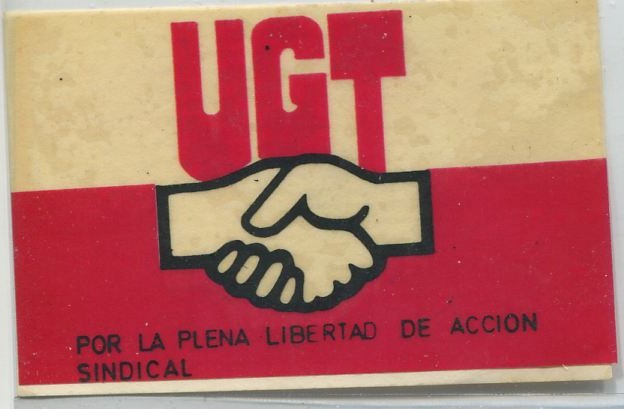 UGT
POR LA PLENA LIBERTAD DE ACCION
SINDICAL